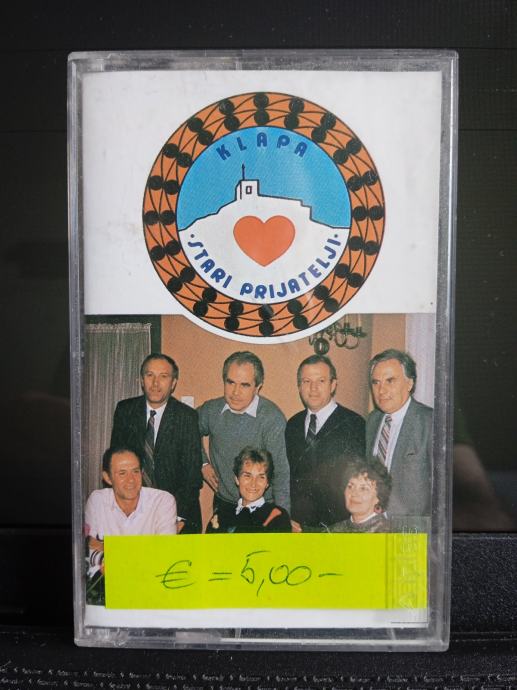 KLAPA
·STARI PRIJATELJI·
€ = 5,00-